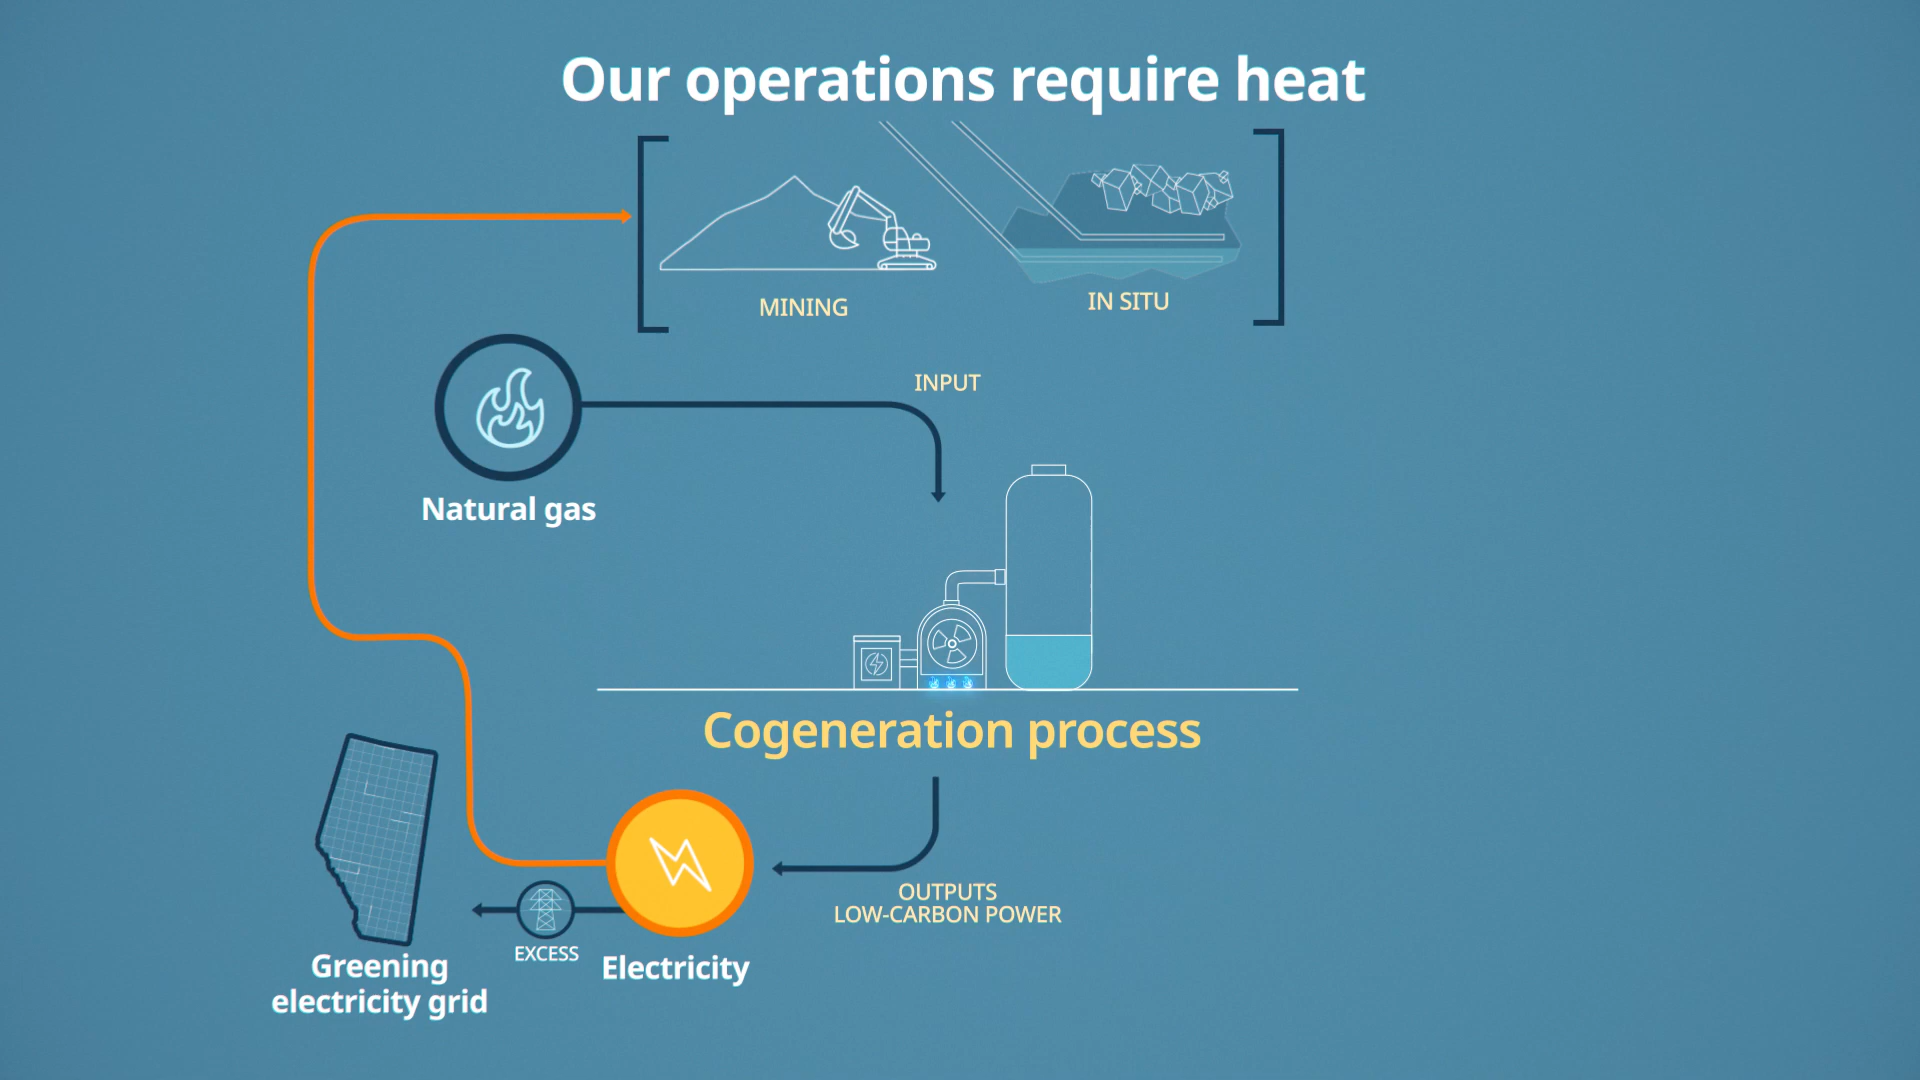 Our operations require heat
MINING
IN SITU
INPUT
Natural gas
Cogeneration process
OUTPUTS
LOW-CARBON POWER
EXCESS
Electricity
Greening
electricity grid